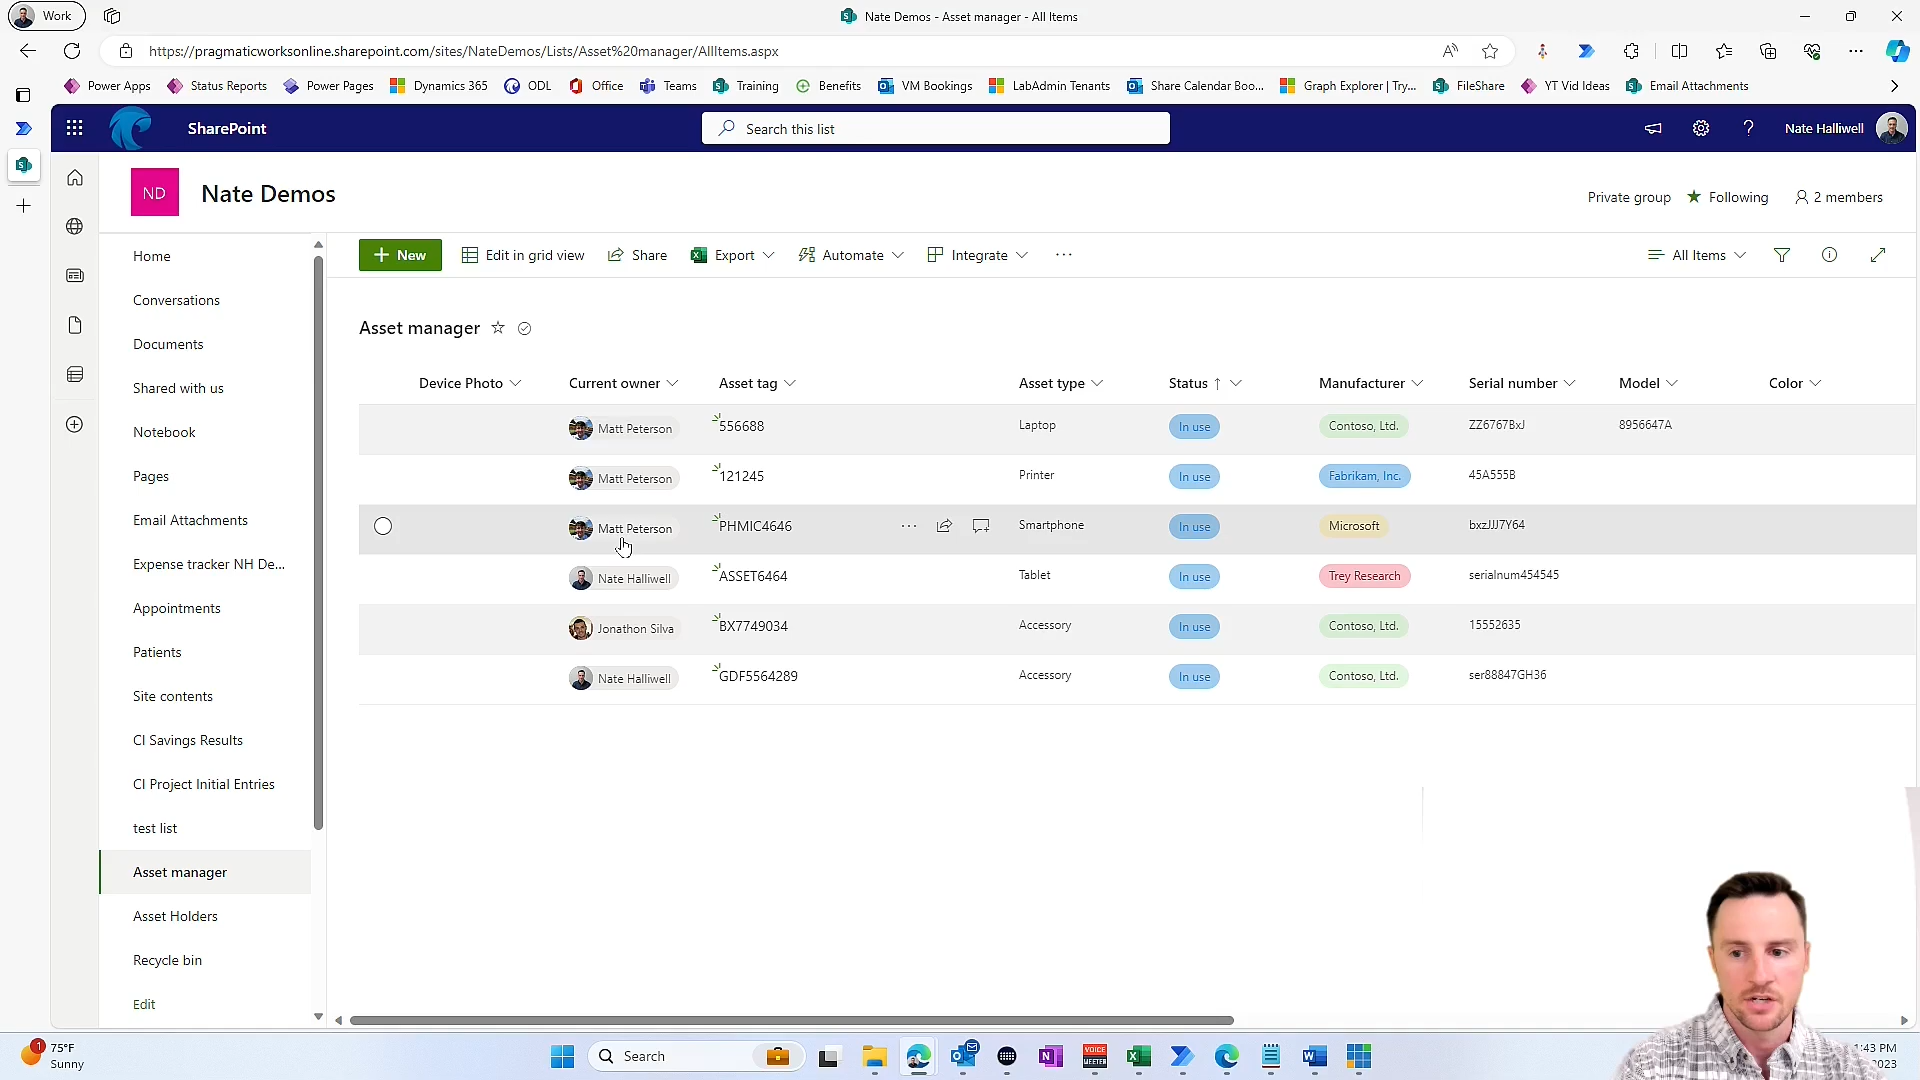 Work
Nate Demos - Asset manager - All Items
https://pragmaticworksonline.sharepoint.com/sites/NateDemos/Lists/Asset%20manager/AllItems.aspx
Power Apps Status Reports Power Pages Dynamics 365 ODL Office Teams Training Benefits VM Bookings LabAdmin Tenants Share Calendar Boo... Graph Explorer | Try... FileShare YT Vid Ideas Email Attachments
SharePoint
Search this list
Nate Halliwell
ND
Nate Demos
Private group Following 2 members
Home
Conversations
Documents
Shared with us
Notebook
Pages
Email Attachments
Expense tracker NH De...
Appointments
Patients
Site contents
CI Savings Results
CI Project Initial Entries
test list
Asset manager
Asset Holders
Recycle bin
Edit
New Edit in grid view Share Export Automate Integrate ... All Items
Asset manager
Device Photo Current owner Asset tag Asset type Status Manufacturer Serial number Model Color
Matt Peterson 556688 Laptop In use Contoso, Ltd. ZZ6767BxJ 8956647A
Matt Peterson 121245 Printer In use Fabrikam, Inc. 45A555B
Matt Peterson PHMIC4646 ... Smartphone In use Microsoft bxzJJJ7Y64
Nate Halliwell ASSET6464 Tablet In use Trey Research serialnum454545
Jonathon Silva BX7749034 Accessory In use Contoso, Ltd. 15552635
Nate Halliwell GDF5564289 Accessory In use Contoso, Ltd. ser88847GH36
1
75°F
Sunny
Search
VOICE
MEETER
1:43 PM
2023